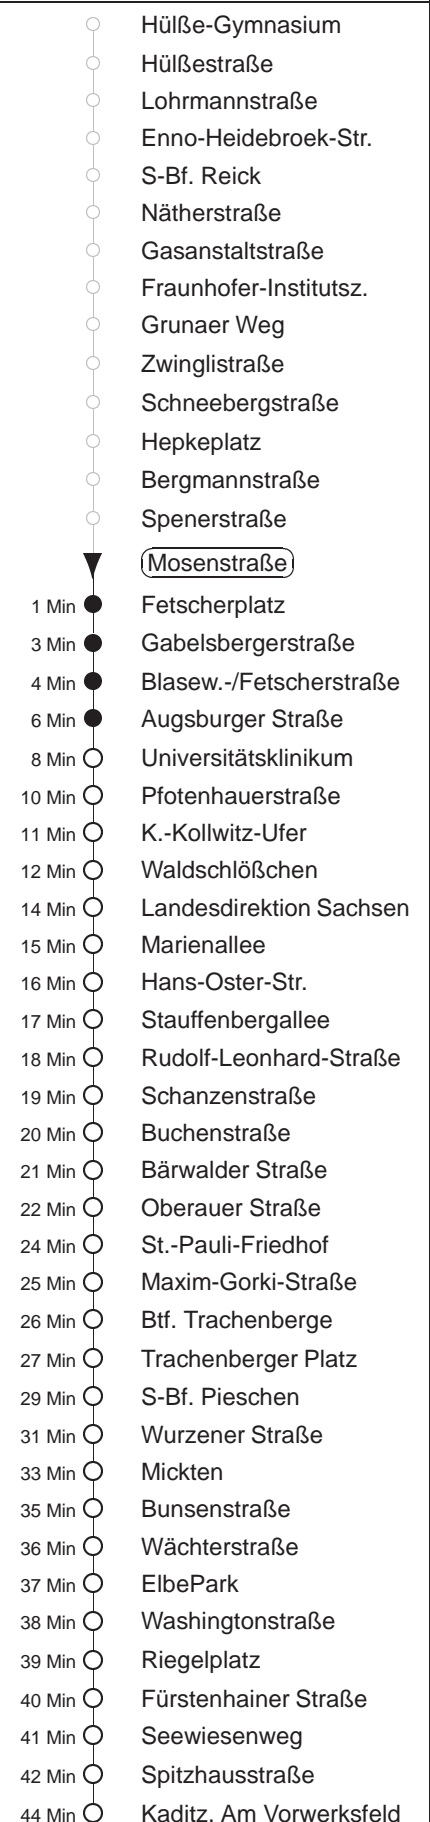 Hülße-Gymnasium
Hülßestraße
Lohrmannstraße
Enno-Heidebroek-Str.
S-Bf. Reick
Nätherstraße
Gasanstaltstraße
Fraunhofer-Institutsz.
Grunaer Weg
Zwinglistraße
Schneebergstraße
Hepkeplatz
Bergmannstraße
Spenerstraße
Mosenstraße
1 Min Fetscherplatz
3 Min Gabelsbergerstraße
4 Min Blasew.-/Fetscherstraße
6 Min Augsburger Straße
8 Min Universitätsklinikum
10 Min Pfotenhauerstraße
11 Min K.-Kollwitz-Ufer
12 Min Waldschlößchen
14 Min Landesdirektion Sachsen
15 Min Marienallee
16 Min Hans-Oster-Str.
17 Min Stauffenbergallee
18 Min Rudolf-Leonhard-Straße
19 Min Schanzenstraße
20 Min Buchenstraße
21 Min Bärwalder Straße
22 Min Oberauer Straße
24 Min St.-Pauli-Friedhof
25 Min Maxim-Gorki-Straße
26 Min Btf. Trachenberge
27 Min Trachenberger Platz
29 Min S-Bf. Pieschen
31 Min Wurzener Straße
33 Min Mickten
35 Min Bunsenstraße
36 Min Wächterstraße
37 Min ElbePark
38 Min Washingtonstraße
39 Min Riegelplatz
40 Min Fürstenhainer Straße
41 Min Seewiesenweg
42 Min Spitzhausstraße
44 Min Kaditz, Am Vorwerksfeld